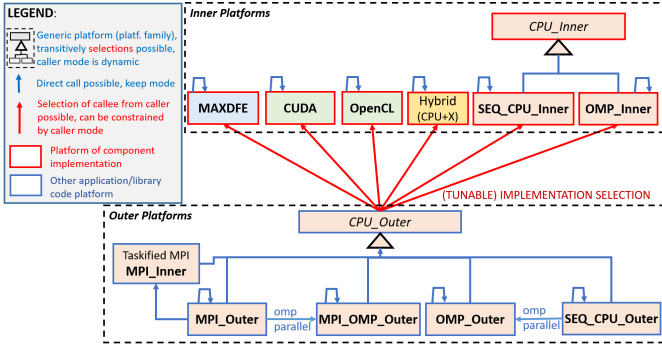 LEGEND:
Generic platform (platf. family),
transitively selections possible,
caller mode is dynamic
Direct call possible, keep mode
Selection of callee from caller
possible, can be constrained
by caller mode
Platform of component
implementation
Other application/library
code platform
Inner Platforms
CPU_Inner
MAXDFE
CUDA
OpenCL
Hybrid
(CPU+X)
SEQ_CPU_Inner
OMP_Inner
(TUNABLE) IMPLEMENTATION SELECTION
Outer Platforms
CPU_Outer
Taskified MPI
MPI_Inner
MPI_Outer
omp
parallel
MPI_OMP_Outer
OMP_Outer
omp
parallel
SEQ_CPU_Outer